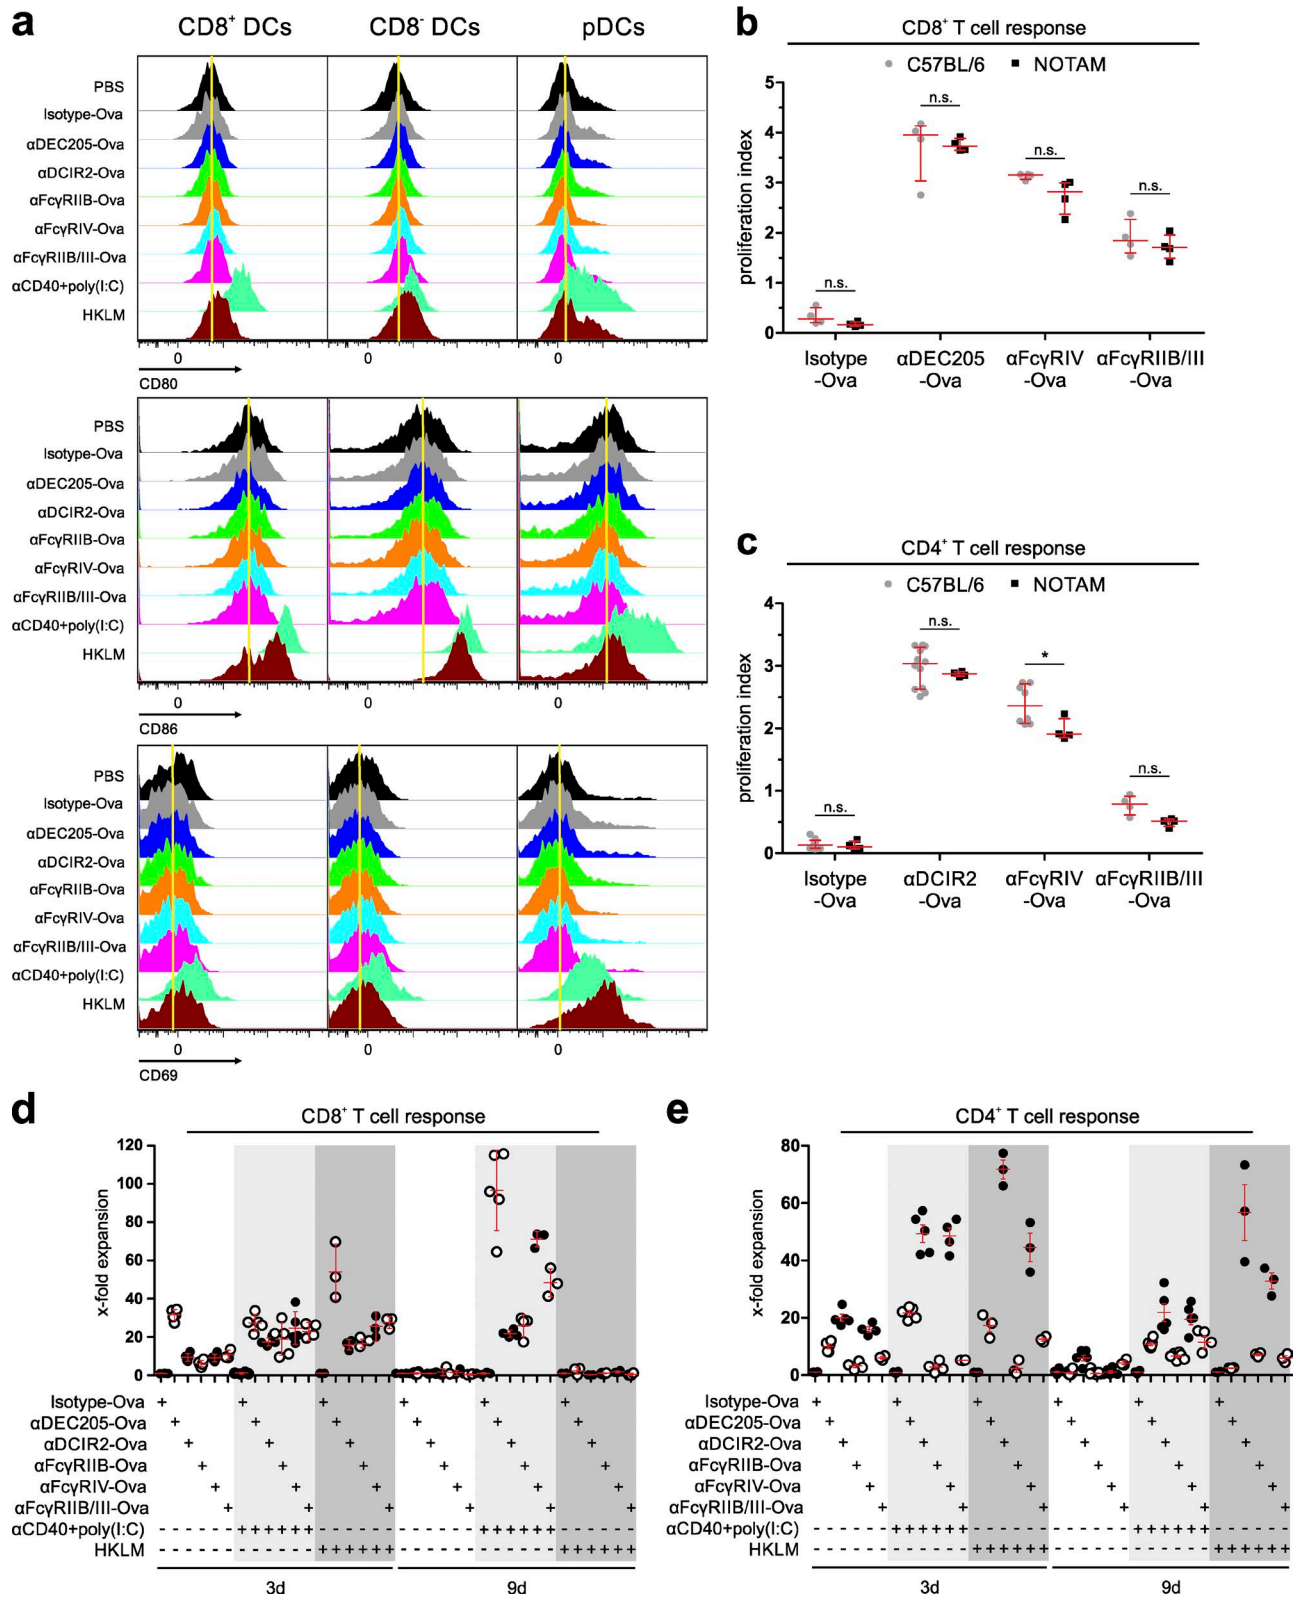 a
CD8⁺ DCs
CD8⁻ DCs
pDCs
PBS
Isotype-Ova
αDEC205-Ova
αDCIR2-Ova
αFcγRIIB-Ova
αFcγRIV-Ova
αFcγRIIB/III-Ova
αCD40+poly(I:C)
HKLM
0
0
0
CD80
PBS
Isotype-Ova
αDEC205-Ova
αDCIR2-Ova
αFcγRIIB-Ova
αFcγRIV-Ova
αFcγRIIB/III-Ova
αCD40+poly(I:C)
HKLM
0
0
0
CD86
PBS
Isotype-Ova
αDEC205-Ova
αDCIR2-Ova
αFcγRIIB-Ova
αFcγRIV-Ova
αFcγRIIB/III-Ova
αCD40+poly(I:C)
HKLM
0
0
0
CD69
b
CD8⁺ T cell response
C57BL/6 NOTAM
proliferation index
5
4
3
2
1
0
n.s.
n.s.
n.s.
n.s.
Isotype -Ova
αDEC205 -Ova
αFcγRIV -Ova
αFcγRIIB/III -Ova
c
CD4⁺ T cell response
C57BL/6 NOTAM
proliferation index
4
3
2
1
0
n.s.
n.s.
*
n.s.
Isotype -Ova
αDCIR2 -Ova
αFcγRIV -Ova
αFcγRIIB/III -Ova
d
CD8⁺ T cell response
x-fold expansion
120
100
80
60
40
20
0
Isotype-Ova + + + + + +
αDEC205-Ova + + + + + +
αDCIR2-Ova + + + + + +
αFcγRIIB-Ova + + + + + +
αFcγRIV-Ova + + + + + +
αFcγRIIB/III-Ova + + + + + +
αCD40+poly(I:C) - - - - - - + + + + + + - - - - - - - - - - - - + + + + + + - - - - - -
HKLM - - - - - - - - - - - - + + + + + + - - - - - - - - - - - - + + + + + +
3d
9d
e
CD4⁺ T cell response
x-fold expansion
80
60
40
20
0
Isotype-Ova + + + + + +
αDEC205-Ova + + + + + +
αDCIR2-Ova + + + + + +
αFcγRIIB-Ova + + + + + +
αFcγRIV-Ova + + + + + +
αFcγRIIB/III-Ova + + + + + +
αCD40+poly(I:C) - - - - - - + + + + + + - - - - - - - - - - - - + + + + + + - - - - - -
HKLM - - - - - - - - - - - - + + + + + + - - - - - - - - - - - - + + + + + +
3d
9d